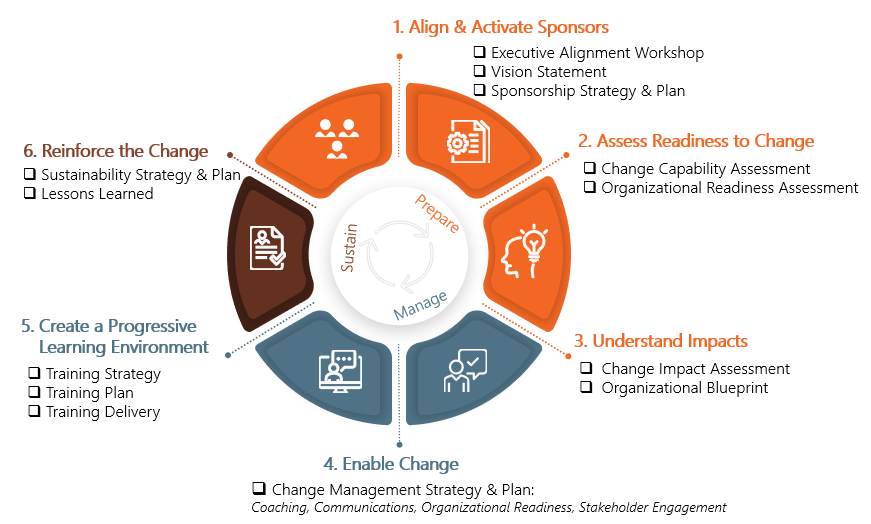 1. Align & Activate Sponsors
❑ Executive Alignment Workshop
❑ Vision Statement
❑ Sponsorship Strategy & Plan
2. Assess Readiness to Change
❑ Change Capability Assessment
❑ Organizational Readiness Assessment
3. Understand Impacts
❑ Change Impact Assessment
❑ Organizational Blueprint
4. Enable Change
❑ Change Management Strategy & Plan:
Coaching, Communications, Organizational Readiness, Stakeholder Engagement
5. Create a Progressive
Learning Environment
❑ Training Strategy
❑ Training Plan
❑ Training Delivery
6. Reinforce the Change
❑ Sustainability Strategy & Plan
❑ Lessons Learned
Prepare
Manage
Sustain